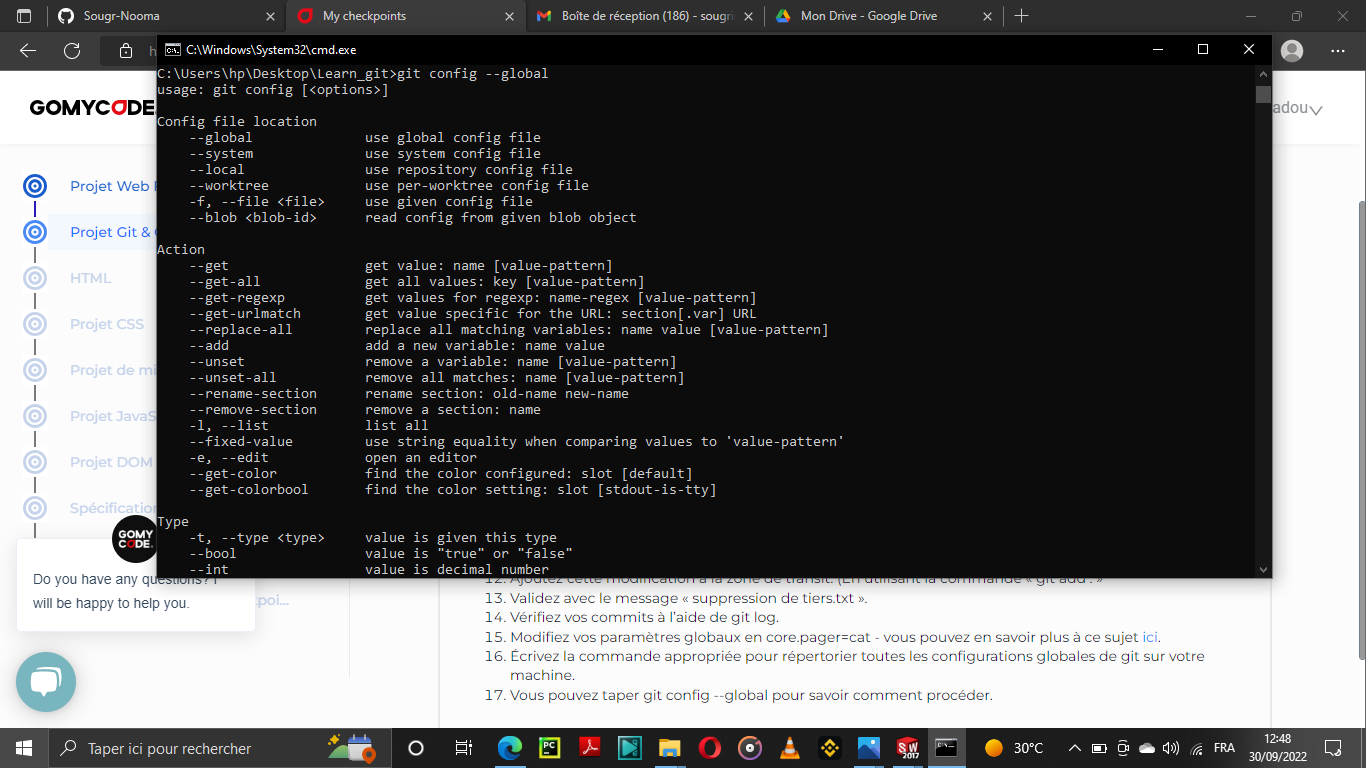 Sougr-Nooma
My checkpoints
Boîte de réception (186) - sougr
Mon Drive - Google Drive
C:\Windows\System32\cmd.exe
C:\Users\hp\Desktop\Learn_git>git config --global
usage: git config [<options>]
Config file location
--global use global config file
--system use system config file
--local use repository config file
--worktree use per-worktree config file
-f, --file <file> use given config file
--blob <blob-id> read config from given blob object
Action
--get get value: name [value-pattern]
--get-all get all values: key [value-pattern]
--get-regexp get values for regexp: name-regex [value-pattern]
--get-urlmatch get value specific for the URL: section[.var] URL
--replace-all replace all matching variables: name value [value-pattern]
--add add a new variable: name value
--unset remove a variable: name [value-pattern]
--unset-all remove all matches: name [value-pattern]
--rename-section rename section: old-name new-name
--remove-section remove a section: name
-l, --list list all
--fixed-value use string equality when comparing values to 'value-pattern'
-e, --edit open an editor
--get-color find the color configured: slot [default]
--get-colorbool find the color setting: slot [stdout-is-tty]
Type
-t, --type <type> value is given this type
--bool value is "true" or "false"
--int value is decimal number
GOMYCODE
adou
Projet Web
Projet Git &
HTML
Projet CSS
Projet de mi
Projet JavaS
Projet DOM
Spécification
GOMY
CODE.
Do you have any questions? I
will be happy to help you.
kpoi...
12. Ajoutez cette modification à la zone de transit. (En utilisant la commande « git add . »
13. Validez avec le message « suppression de tiers.txt ».
14. Vérifiez vos commits à l'aide de git log.
15. Modifiez vos paramètres globaux en core.pager=cat - vous pouvez en savoir plus à ce sujet ici.
16. Écrivez la commande appropriée pour répertorier toutes les configurations globales de git sur votre
machine.
17. Vous pouvez taper git config --global pour savoir comment procéder.
Taper ici pour rechercher
PC
SW
2017
30°C
FRA
12:48
30/09/2022